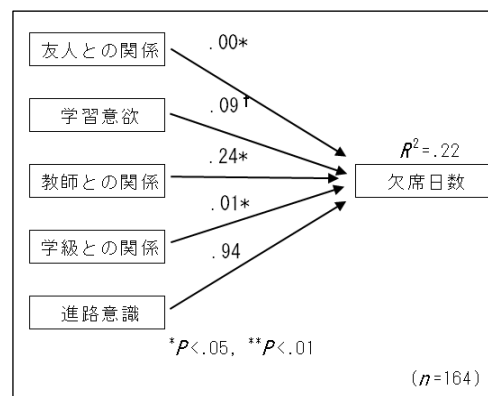 友人との関係
.00*
学習意欲
.09†
R²=.22
教師との関係
.24*
欠席日数
学級との関係
.01*
進路意識
.94
*P<.05, **P<.01
(n=164)